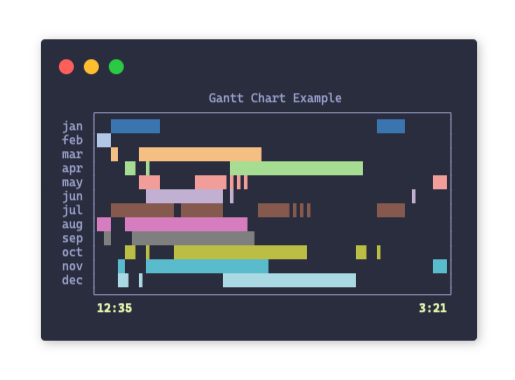 Gantt Chart Example
jan
feb
mar
apr
may
jun
jul
aug
sep
oct
nov
dec
12:35 3:21